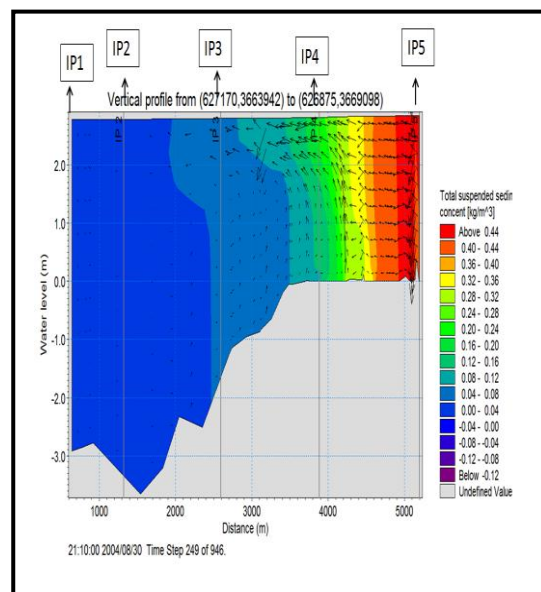 IP1
IP2
IP3
IP4
IP5
Vertical profile from (627170,3663942) to (626875,3669098)
IP 2
2.0
1.0
0.0
-1.0
-2.0
-3.0
Water level (m)
1000
2000
3000
4000
5000
Distance (m)
Total suspended sedin
concent [kg/m^3]
Above 0.44
0.40 - 0.44
0.36 - 0.40
0.32 - 0.36
0.28 - 0.32
0.24 - 0.28
0.20 - 0.24
0.16 - 0.20
0.12 - 0.16
0.08 - 0.12
0.04 - 0.08
0.00 - 0.04
-0.04 - 0.00
-0.08 - -0.04
-0.12 - -0.08
Below -0.12
Undefined Value
21:10:00 2004/08/30 Time Step 249 of 946.